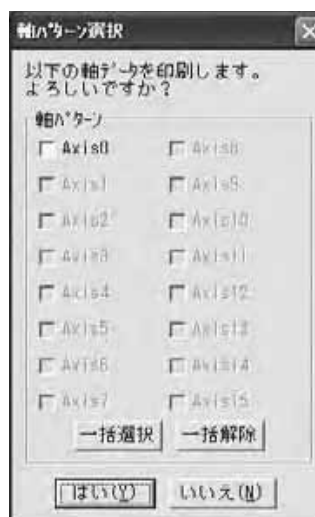 軸ﾊﾟﾀｰﾝ選択
以下の軸ﾃﾞｰﾀを印刷します。
よろしいですか？
軸ﾊﾟﾀｰﾝ
Axis0 Axis8
Axis1 Axis9
Axis2 Axis10
Axis3 Axis11
Axis4 Axis12
Axis5 Axis13
Axis6 Axis14
Axis7 Axis15
一括選択 一括解除
はい(Y) いいえ(N)